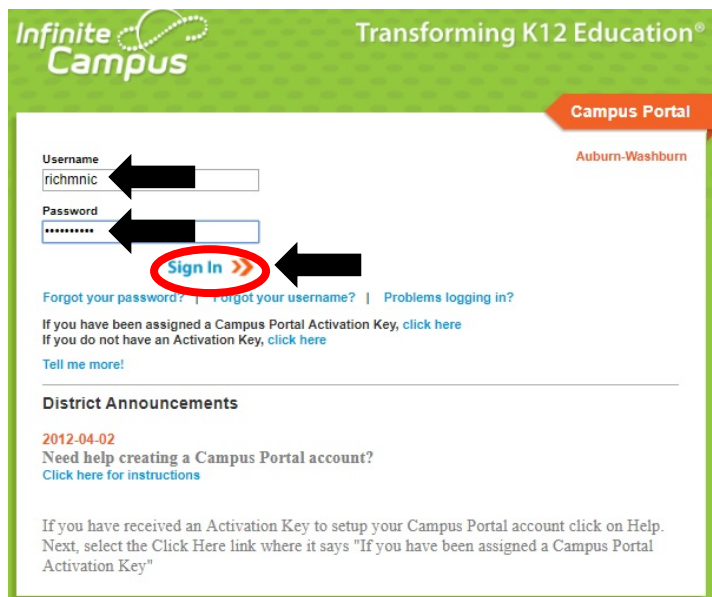 Infinite Campus
Transforming K12 Education®
Campus Portal
Auburn-Washburn
Username
richmnic
Password
••••••••••
Sign In
Forgot your password? | Forgot your username? | Problems logging in?
If you have been assigned a Campus Portal Activation Key, click here
If you do not have an Activation Key, click here
Tell me more!
District Announcements
2012-04-02
Need help creating a Campus Portal account?
Click here for instructions
If you have received an Activation Key to setup your Campus Portal account click on Help.
Next, select the Click Here link where it says "If you have been assigned a Campus Portal
Activation Key"